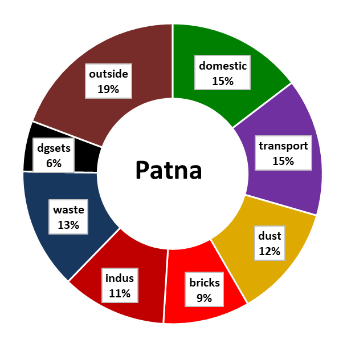 domestic
15%
transport
15%
dust
12%
bricks
9%
indus
11%
waste
13%
dgsets
6%
outside
19%
Patna